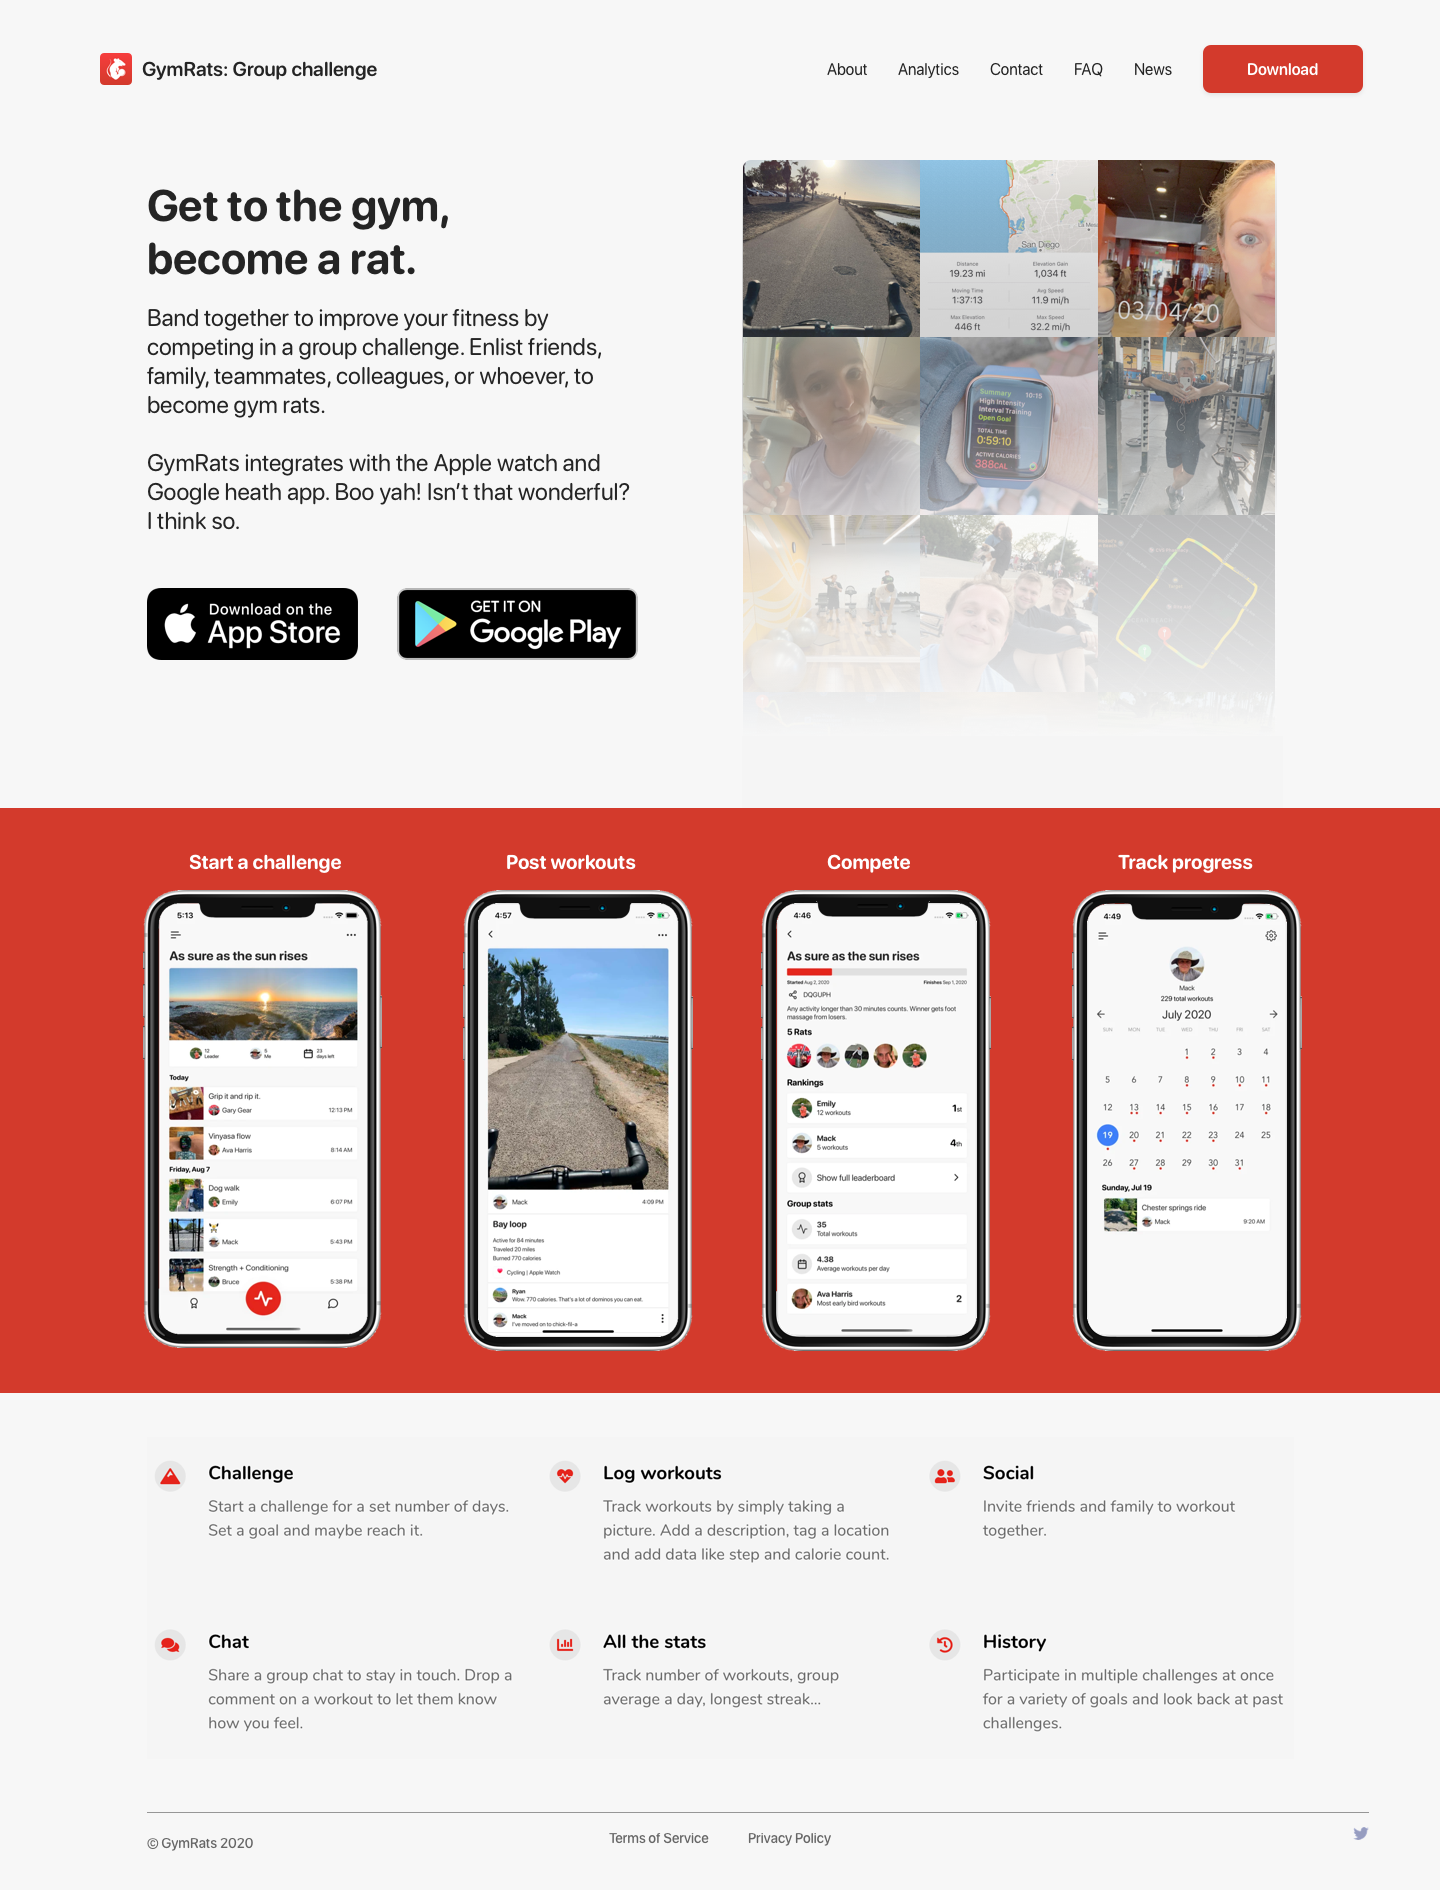 GymRats: Group challenge
About Analytics Contact FAQ News Download
Get to the gym,
become a rat.
Band together to improve your fitness by
competing in a group challenge. Enlist friends,
family, teammates, colleagues, or whoever, to
become gym rats.
GymRats integrates with the Apple watch and
Google heath app. Boo yah! Isn't that wonderful?
I think so.
Download on the
App Store
GET IT ON
Google Play
San Diego
Distance Elevation Gain
19.23 mi 1,034 ft
Moving Time Avg Speed
1:37:13 11.9 mi/h
Max Elevation Max Speed
446 ft 32.2 mi/h
03/04/20
Summary 10:15
High Intensity
Interval Training
Open Goal
TOTAL TIME
0:59:10
ACTIVE CALORIES
388CAL
Start a challenge
5:13
As sure as the sun rises
12
Leader
5
Me
23
days left
Today
Grip it and rip it.
Gary Gear 12:13 PM
Vinyasa flow
Ava Harris 8:14 AM
Friday, Aug 7
Dog walk
Emily 6:07 PM
Mack 5:43 PM
Strength + Conditioning
Bruce 5:38 PM
Post workouts
4:57
Mack 4:09 PM
Bay loop
Active for 84 minutes
Traveled 20 miles
Burned 770 calories
Cycling | Apple Watch
Ryan
Wow. 770 calories. That's a lot of dominos you can eat.
Mack
I've moved on to chick-fil-a
Compete
4:46
As sure as the sun rises
Started Aug 2, 2020 Finishes Sep 1, 2020
DQGUPH
Any activity longer than 30 minutes counts. Winner gets foot
massage from losers.
5 Rats
Rankings
Emily
12 workouts 1st
Mack
5 workouts 4th
Show full leaderboard
Group stats
35
Total workouts
4.38
Average workouts per day
Ava Harris
Most early bird workouts 2
Track progress
4:49
Mack
229 total workouts
July 2020
SUN MON TUE WED THU FRI SAT
1 2 3 4
5 6 7 8 9 10 11
12 13 14 15 16 17 18
19 20 21 22 23 24 25
26 27 28 29 30 31
Sunday, Jul 19
Chester springs ride
Mack 9:20 AM
Challenge
Start a challenge for a set number of days.
Set a goal and maybe reach it.
Log workouts
Track workouts by simply taking a
picture. Add a description, tag a location
and add data like step and calorie count.
Social
Invite friends and family to workout
together.
Chat
Share a group chat to stay in touch. Drop a
comment on a workout to let them know
how you feel.
All the stats
Track number of workouts, group
average a day, longest streak...
History
Participate in multiple challenges at once
for a variety of goals and look back at past
challenges.
© GymRats 2020
Terms of Service Privacy Policy